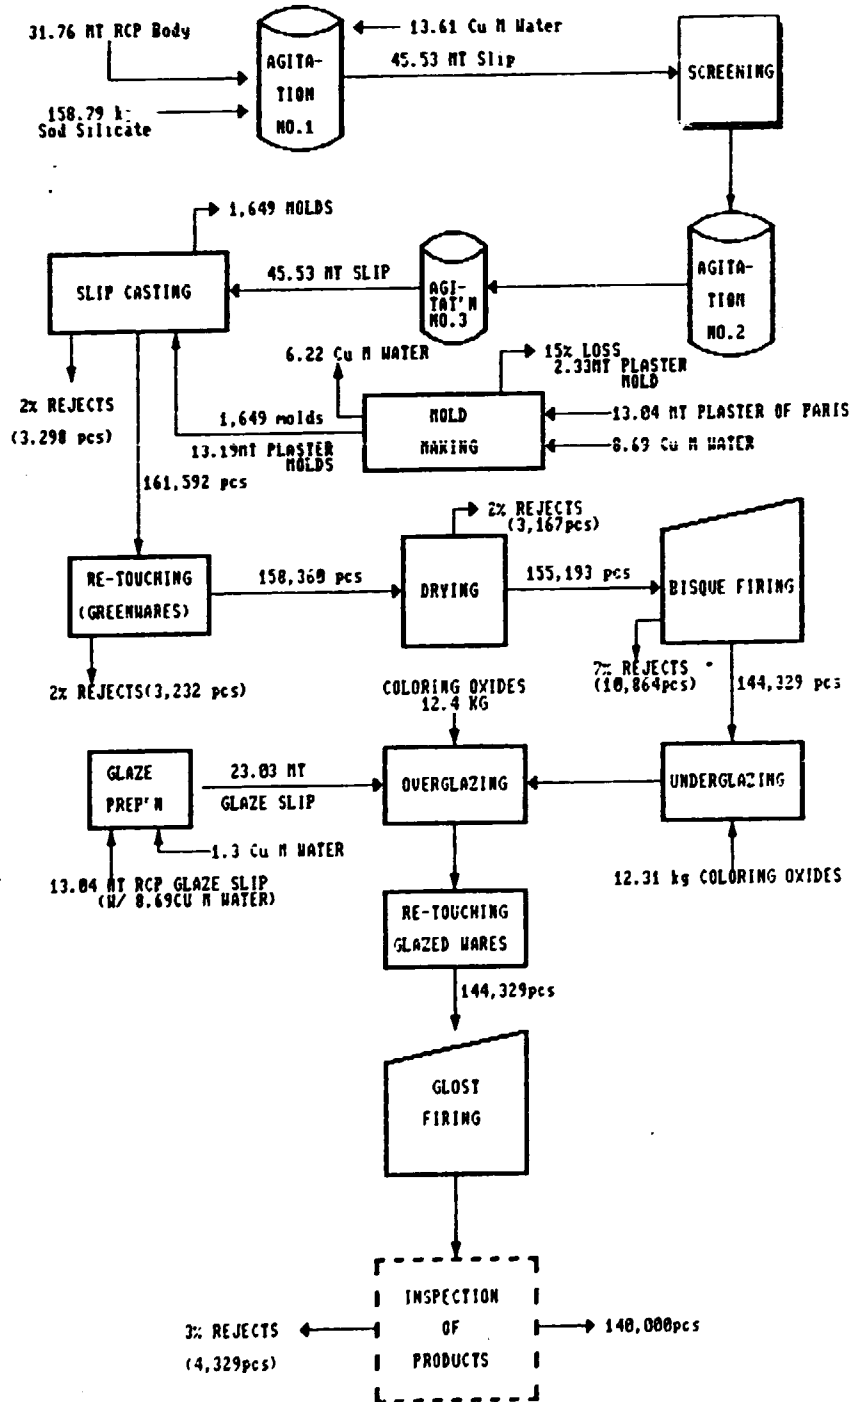 31.76 MT RCP Body
13.61 Cu M Water
AGITA-
TION
NO.1
45.53 MT Slip
SCREENING
158.79 k
Sod Silicate
1,649 MOLDS
SLIP CASTING
45.53 MT SLIP
AGI-
TAT'N
NO.3
AGITA-
TION
NO.2
6.22 Cu M WATER
15% LOSS
2.33MT PLASTER
MOLD
2% REJECTS
(3,298 pcs)
1,649 molds
13.19MT PLASTER
MOLDS
MOLD
MAKING
13.04 MT PLASTER OF PARIS
8.69 Cu M WATER
161,592 pcs
2% REJECTS
(3,167pcs)
RE-TOUCHING
(GREENWARES)
158,360 pcs
DRYING
155,193 pcs
BISQUE FIRING
2% REJECTS(3,232 pcs)
7% REJECTS
(10,864pcs)
144,329 pcs
COLORING OXIDES
12.4 KG
GLAZE
PREP'N
23.03 MT
GLAZE SLIP
OVERGLAZING
UNDERGLAZING
1.3 Cu M WATER
13.04 MT RCP GLAZE SLIP
(W/ 8.69CU M WATER)
12.31 kg COLORING OXIDES
RE-TOUCHING
GLAZED WARES
144,329pcs
GLOST
FIRING
INSPECTION
OF
PRODUCTS
3% REJECTS
(4,329pcs)
140,000pcs